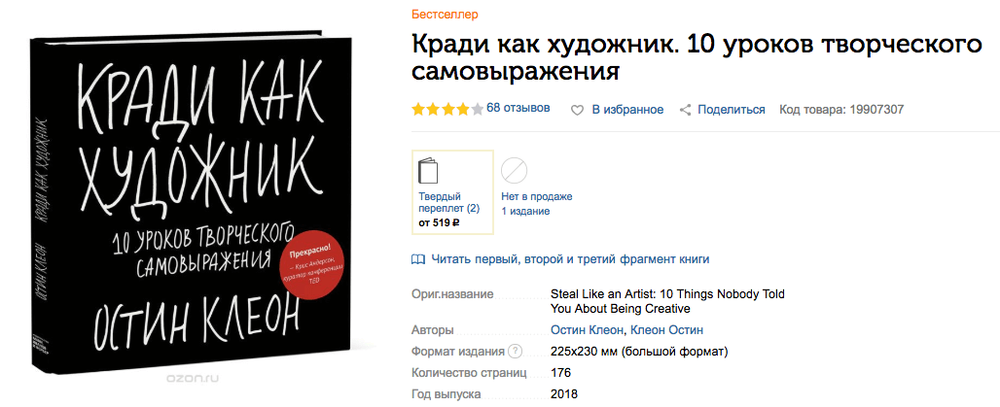 КРАДИ КАК
ХУДОЖНИК
10 УРОКОВ ТВОРЧЕСКОГО
САМОВЫРАЖЕНИЯ
Прекрасно!
— Крис Андерсон,
куратор конференции
TED
ОСТИН КЛЕОН
КРАДИ КАК ХУДОЖНИК
ОСТИН КЛЕОН
ozon.ru
Бестселлер
Кради как художник. 10 уроков творческого
самовыражения
68 отзывов
В избранное
Поделиться
Код товара: 19907307
Твердый
переплет (2)
от 519 ₽
Нет в продаже
1 издание
Читать первый, второй и третий фрагмент книги
Ориг.название Steal Like an Artist: 10 Things Nobody Told
You About Being Creative
Авторы Остин Клеон, Клеон Остин
Формат издания ? 225x230 мм (большой формат)
Количество страниц 176
Год выпуска 2018